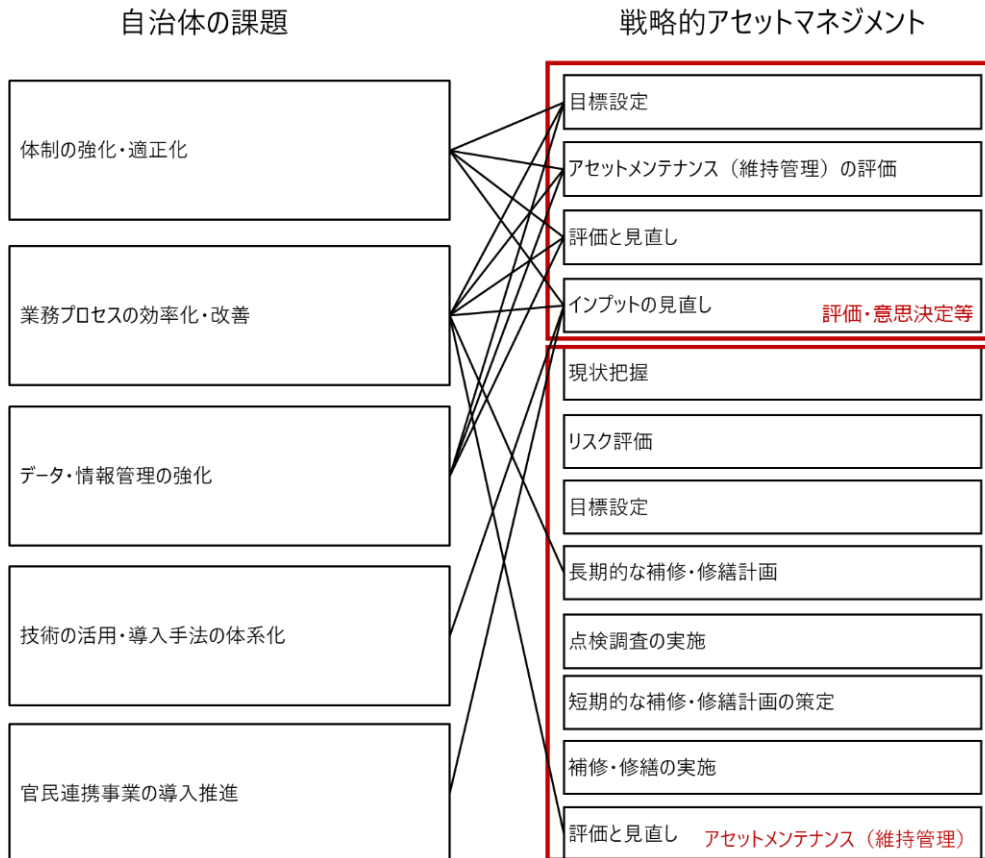 自治体の課題
戦略的アセットマネジメント
体制の強化・適正化
業務プロセスの効率化・改善
データ・情報管理の強化
技術の活用・導入手法の体系化
官民連携事業の導入推進
目標設定
アセットメンテナンス（維持管理）の評価
評価と見直し
インプットの見直し
評価・意思決定等
現状把握
リスク評価
目標設定
長期的な補修・修繕計画
点検調査の実施
短期的な補修・修繕計画の策定
補修・修繕の実施
評価と見直し
アセットメンテナンス（維持管理）